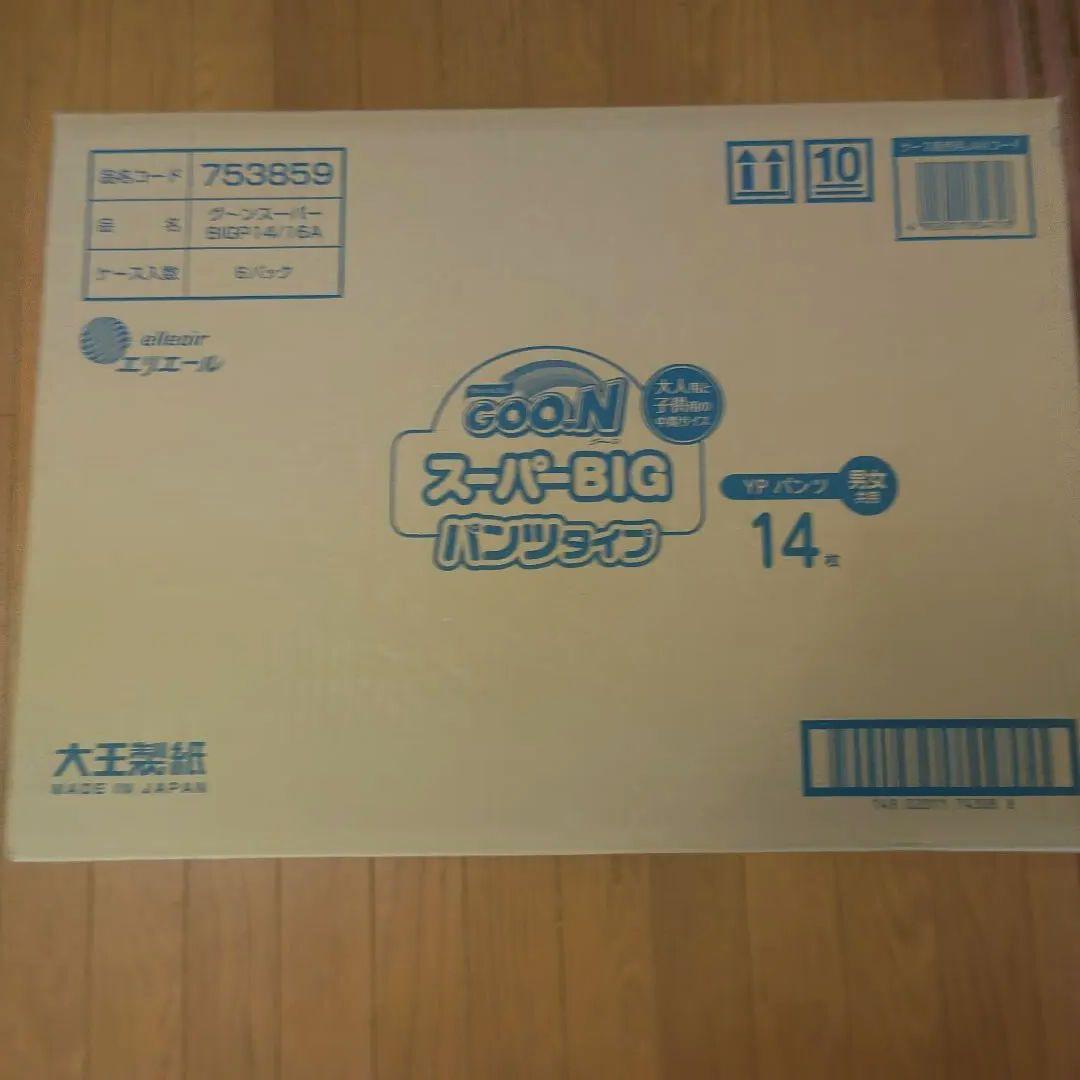 品名コード 753859
品名 グーンスーパー
BIGP14/16A
ケース入数 6パック
10
elleair
エリエール
GOO.N
グーン
大人用と
子供用の
中間サイズ
スーパーBIG
パンツタイプ
YP パンツ
男女
共用
14枚
大王製紙
MADE IN JAPAN